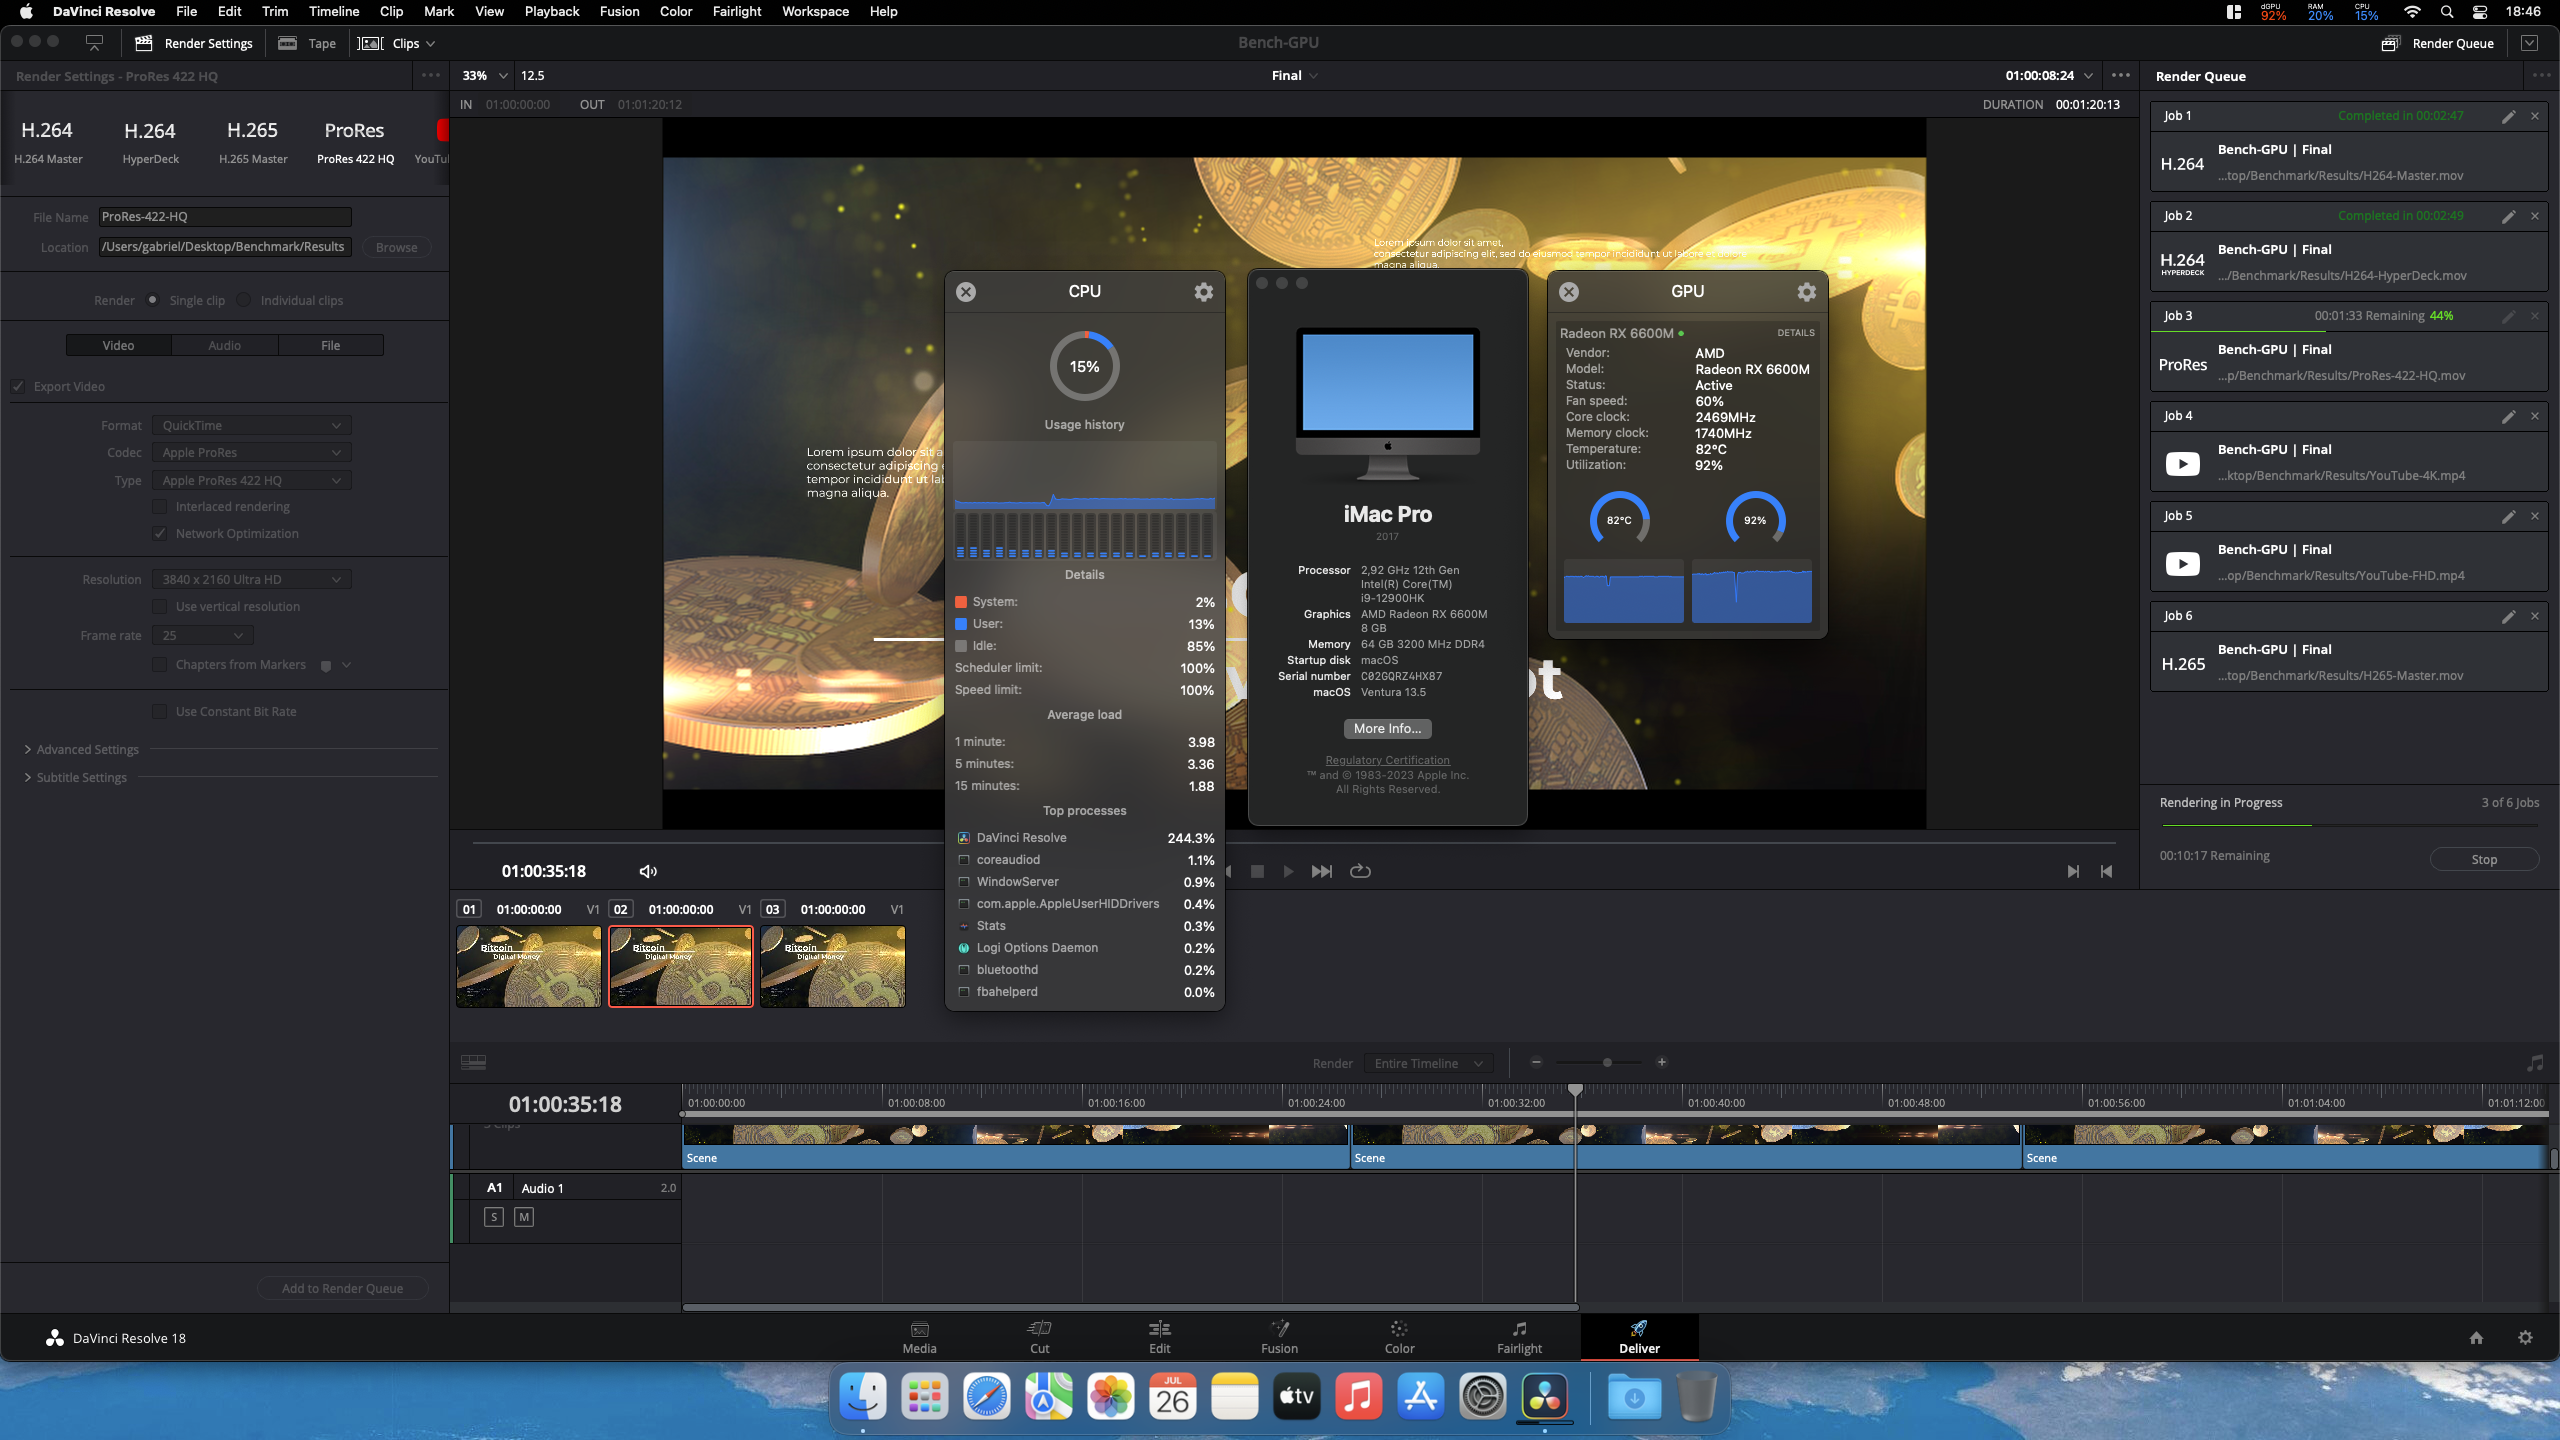 DaVinci Resolve File Edit Trim Timeline Clip Mark View Playback Fusion Color Fairlight Workspace Help
dGPU 92% RAM 20% CPU 15% 18:46
Render Settings Tape Clips Bench-GPU Render Queue
Render Settings - ProRes 422 HQ
33% 12.5 Final 01:00:08:24
IN 01:00:00:00 OUT 01:01:20:12 DURATION 00:01:20:13
H.264 H.264 H.265 ProRes
H.264 Master HyperDeck H.265 Master ProRes 422 HQ YouTu
File Name ProRes-422-HQ
Location /Users/gabriel/Desktop/Benchmark/Results Browse
Render Single clip Individual clips
Video Audio File
Export Video
Format QuickTime
Codec Apple ProRes
Type Apple ProRes 422 HQ
Interlaced rendering
Network Optimization
Resolution 3840 x 2160 Ultra HD
Use vertical resolution
Frame rate 25
Chapters from Markers
Use Constant Bit Rate
Advanced Settings
Subtitle Settings
Add to Render Queue
Lorem ipsum dolor sit amet,
consectetur adipiscing elit, sed do eiusmod tempor incididunt ut labore et dolore
magna aliqua.
Lorem ipsum dolor sit a
consectetur adipiscing e
tempor incididunt ut lab
magna aliqua.
ot
CPU
15%
Usage history
Details
System: 2%
User: 13%
Idle: 85%
Scheduler limit: 100%
Speed limit: 100%
Average load
1 minute: 3.98
5 minutes: 3.36
15 minutes: 1.88
Top processes
DaVinci Resolve 244.3%
coreaudiod 1.1%
WindowServer 0.9%
com.apple.AppleUserHIDDrivers 0.4%
Stats 0.3%
Logi Options Daemon 0.2%
bluetoothd 0.2%
fbahelperd 0.0%
iMac Pro
2017
Processor 2,92 GHz 12th Gen
Intel(R) Core(TM)
i9-12900HK
Graphics AMD Radeon RX 6600M
8 GB
Memory 64 GB 3200 MHz DDR4
Startup disk macOS
Serial number C02GQRZ4HX87
macOS Ventura 13.5
More Info...
Regulatory Certification
™ and © 1983-2023 Apple Inc.
All Rights Reserved.
GPU
Radeon RX 6600M DETAILS
Vendor: AMD
Model: Radeon RX 6600M
Status: Active
Fan speed: 60%
Core clock: 2469MHz
Memory clock: 1740MHz
Temperature: 82°C
Utilization: 92%
82°C 92%
Render Queue
Job 1 Completed in 00:02:47
Bench-GPU | Final
H.264
...top/Benchmark/Results/H264-Master.mov
Job 2 Completed in 00:02:49
Bench-GPU | Final
H.264
HYPERDECK
.../Benchmark/Results/H264-HyperDeck.mov
Job 3 00:01:33 Remaining 44%
Bench-GPU | Final
ProRes
...p/Benchmark/Results/ProRes-422-HQ.mov
Job 4
Bench-GPU | Final
...ktop/Benchmark/Results/YouTube-4K.mp4
Job 5
Bench-GPU | Final
...op/Benchmark/Results/YouTube-FHD.mp4
Job 6
Bench-GPU | Final
H.265
...top/Benchmark/Results/H265-Master.mov
Rendering in Progress 3 of 6 Jobs
00:10:17 Remaining Stop
01:00:35:18
01 01:00:00:00 V1 02 01:00:00:00 V1 03 01:00:00:00 V1
Bitcoin Bitcoin Bitcoin
Digital Money Digital Money Digital Money
Render Entire Timeline
01:00:35:18 01:00:00:00 01:00:08:00 01:00:16:00 01:00:24:00 01:00:32:00 01:00:40:00 01:00:48:00 01:00:56:00 01:01:04:00 01:01:12:00
3 Clips
Scene Scene Scene
A1 Audio 1 2.0
S M
DaVinci Resolve 18 Media Cut Edit Fusion Color Fairlight Deliver
JUL
26
tv